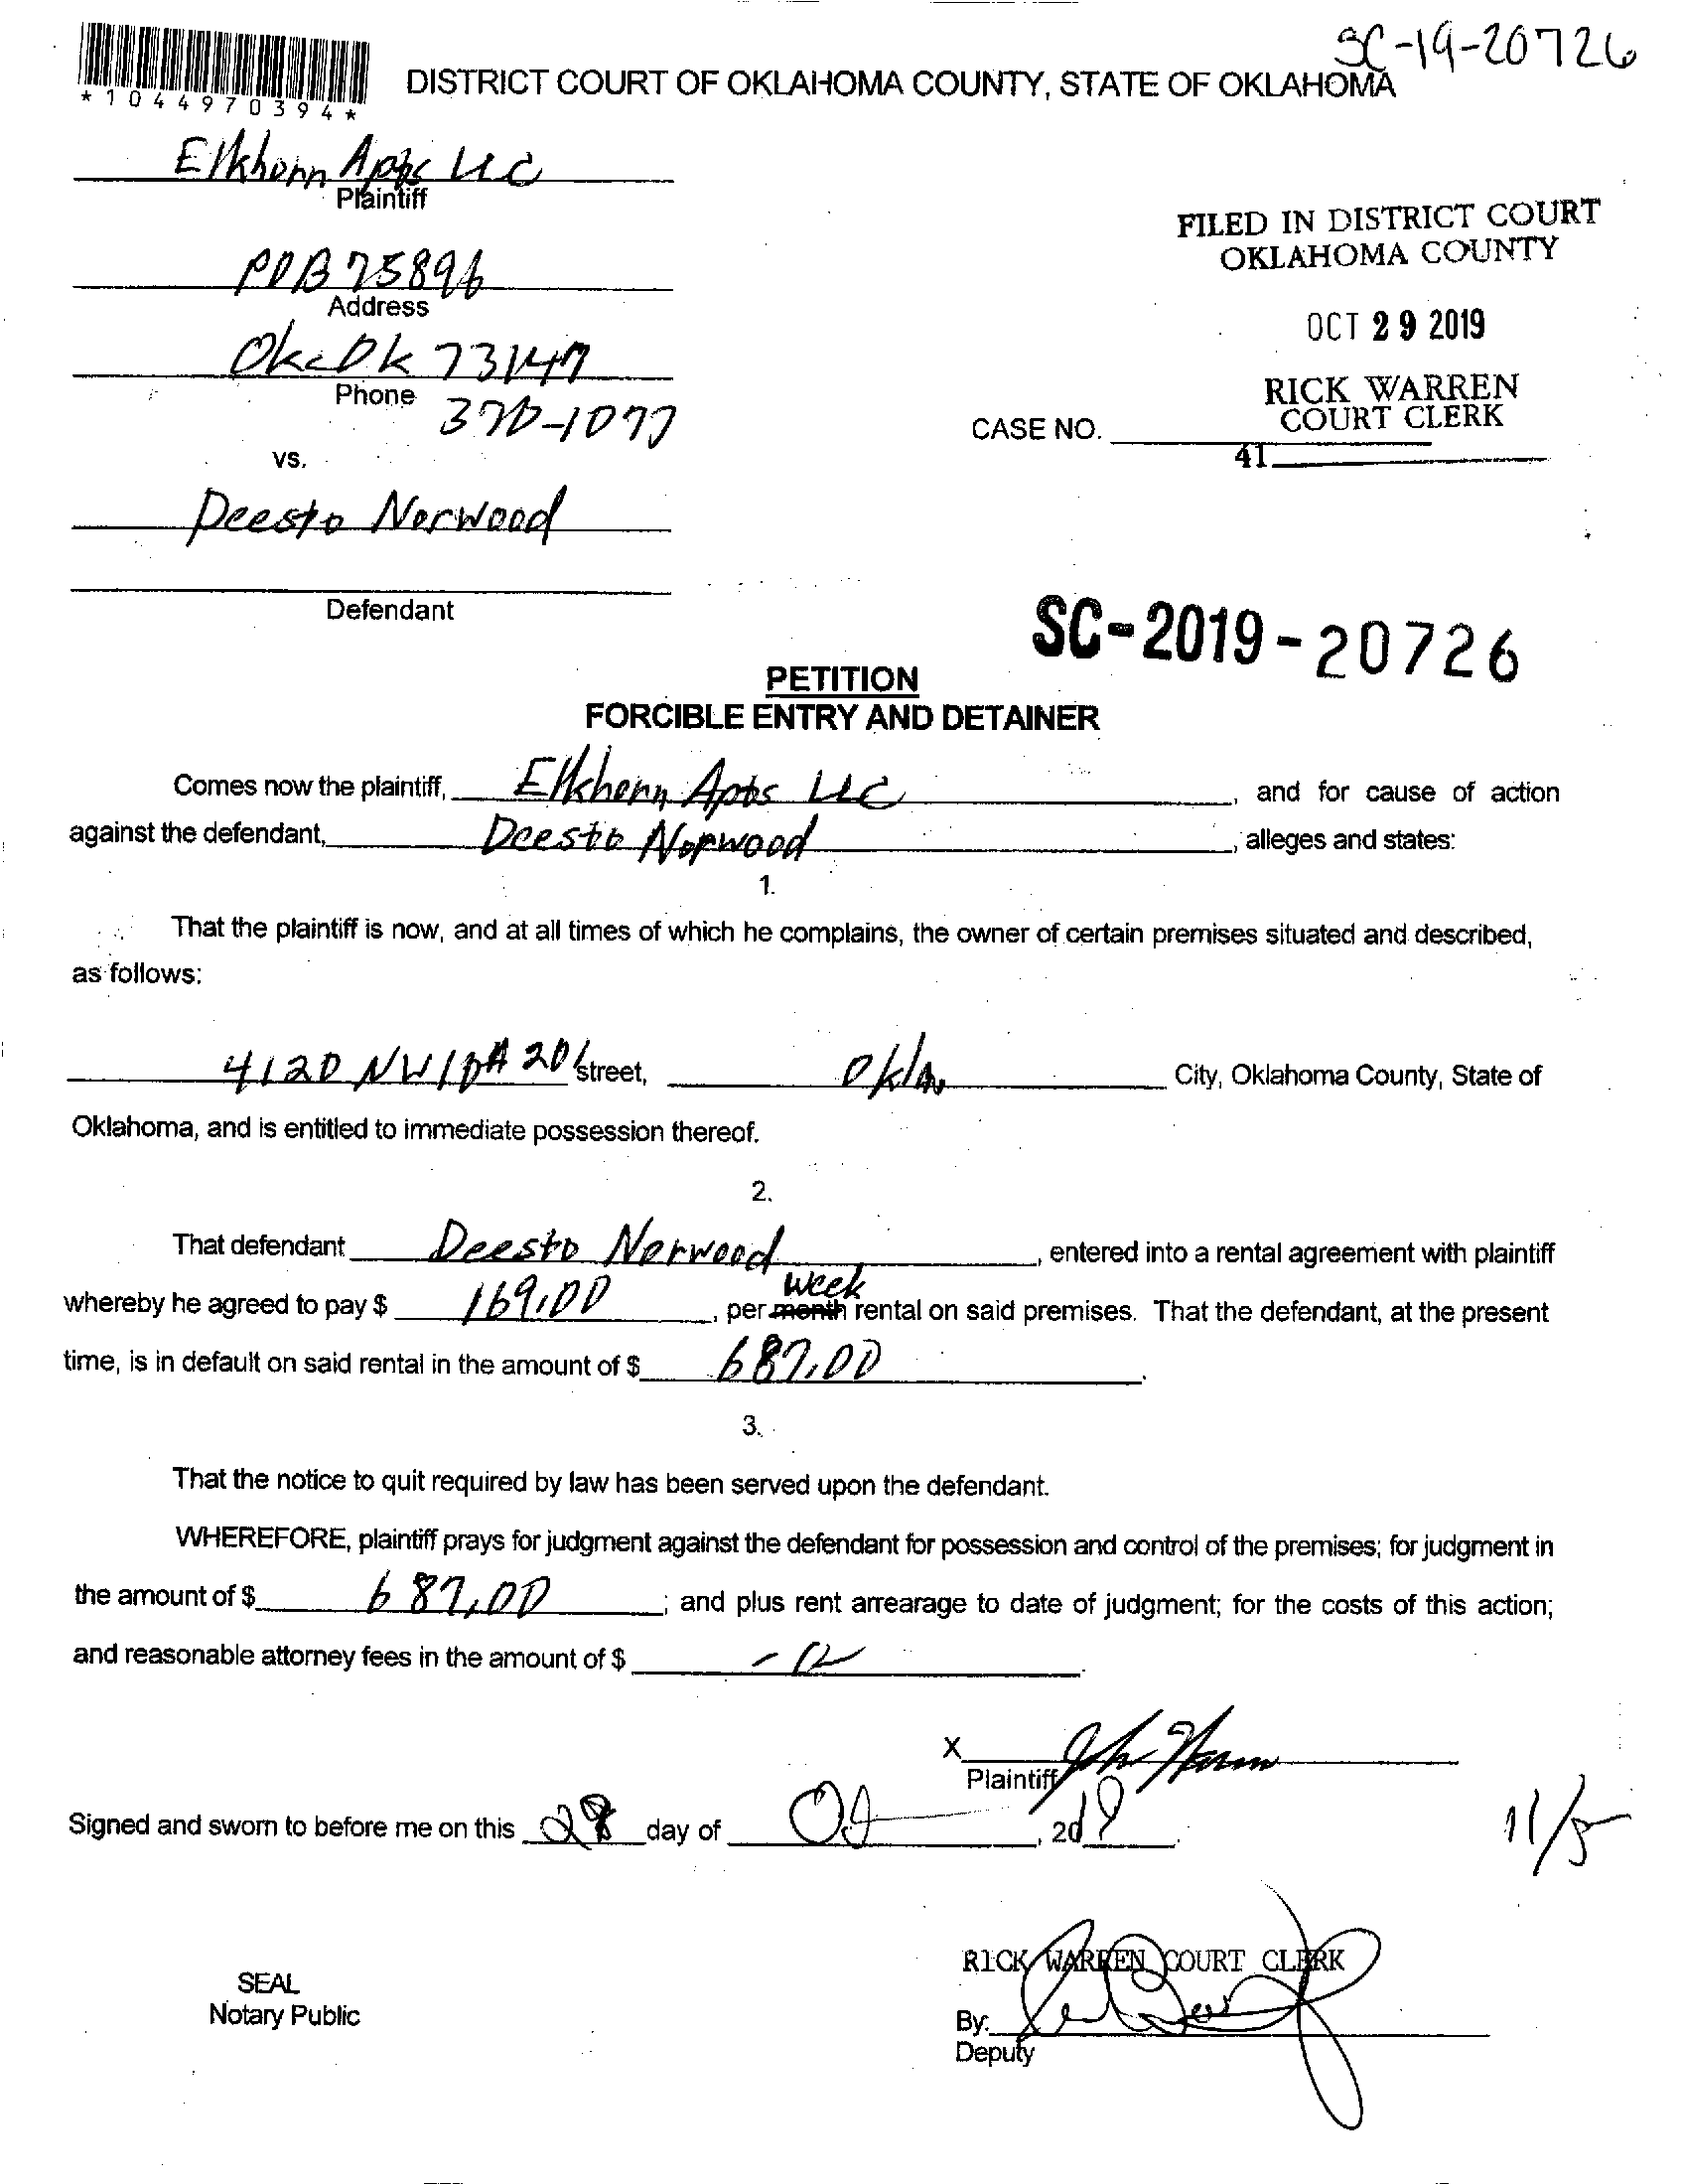 SC-19-20726
*1044970394*
DISTRICT COURT OF OKLAHOMA COUNTY, STATE OF OKLAHOMA
Elkhorn Apts LLC
Plaintiff
POB 75896
Address
Okc Ok 73147
Phone
370-1077
vs.
Deesto Norwood
Defendant
FILED IN DISTRICT COURT
OKLAHOMA COUNTY
OCT 29 2019
RICK WARREN
COURT CLERK
CASE NO.
41
SC-2019-20726
PETITION
FORCIBLE ENTRY AND DETAINER
Comes now the plaintiff, Elkhorn Apts LLC, and for cause of action
against the defendant, Deesto Norwood, alleges and states:
1.
That the plaintiff is now, and at all times of which he complains, the owner of certain premises situated and described,
as follows:
4120 NW10 #201 street, Okla City, Oklahoma County, State of
Oklahoma, and is entitled to immediate possession thereof.
2.
That defendant Deesto Norwood, entered into a rental agreement with plaintiff
week
whereby he agreed to pay $ 169.00, per month rental on said premises. That the defendant, at the present
time, is in default on said rental in the amount of $ 687.00.
3.
That the notice to quit required by law has been served upon the defendant.
WHEREFORE, plaintiff prays for judgment against the defendant for possession and control of the premises; for judgment in
the amount of $ 687.00; and plus rent arrearage to date of judgment; for the costs of this action;
and reasonable attorney fees in the amount of $
X
Plaintiff
Signed and sworn to before me on this 28 day of Oct, 2019
11/5
RICK WARREN COURT CLERK
SEAL
Notary Public
By:
Deputy